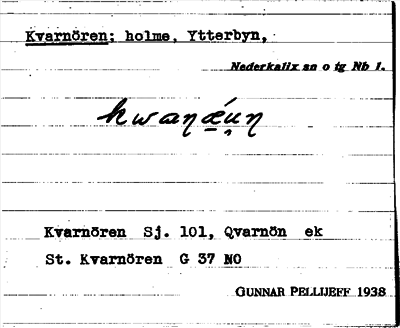 Kvarnören; holme, Ytterbyn,
Nederkalix sn o tg Nb l.
kwaŋǽu̥ŋ
Kvarnören Sj. 101, Qvarnön ek
St. Kvarnören G 37 NO
GUNNAR PELLIJEFF 1938